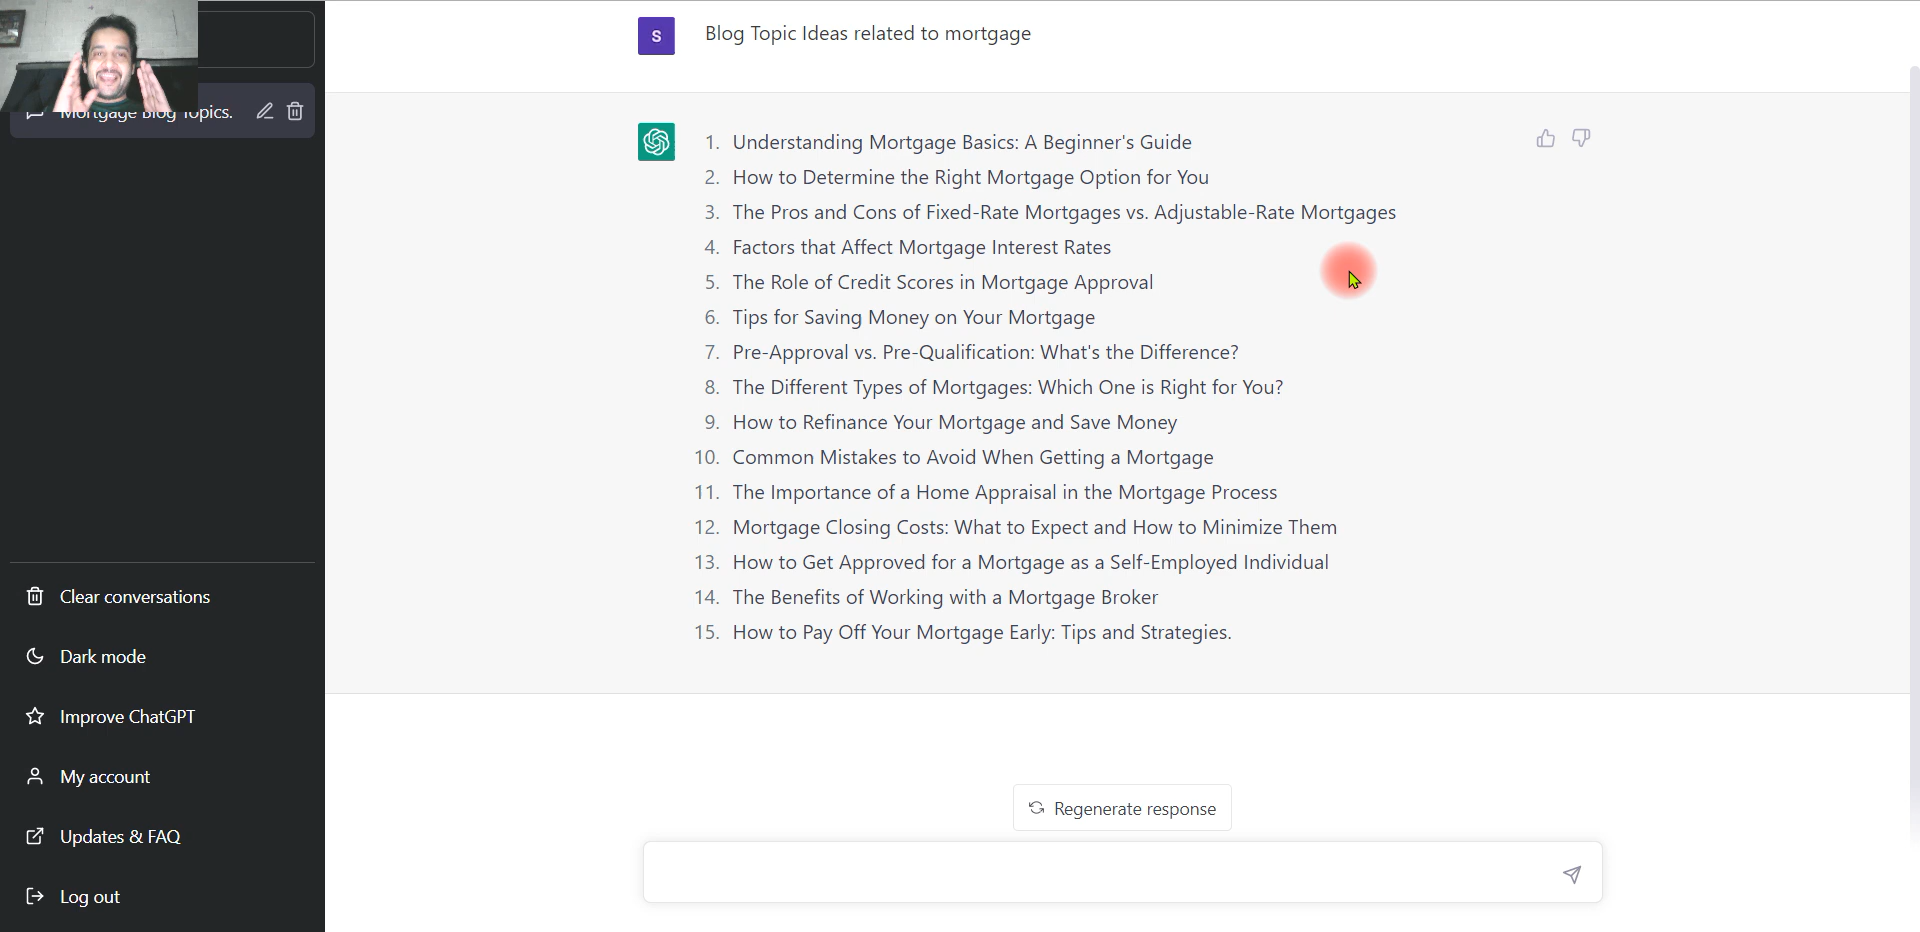 S
Blog Topic Ideas related to mortgage
Mortgage Blog Topics.
1. Understanding Mortgage Basics: A Beginner's Guide
2. How to Determine the Right Mortgage Option for You
3. The Pros and Cons of Fixed-Rate Mortgages vs. Adjustable-Rate Mortgages
4. Factors that Affect Mortgage Interest Rates
5. The Role of Credit Scores in Mortgage Approval
6. Tips for Saving Money on Your Mortgage
7. Pre-Approval vs. Pre-Qualification: What's the Difference?
8. The Different Types of Mortgages: Which One is Right for You?
9. How to Refinance Your Mortgage and Save Money
10. Common Mistakes to Avoid When Getting a Mortgage
11. The Importance of a Home Appraisal in the Mortgage Process
12. Mortgage Closing Costs: What to Expect and How to Minimize Them
13. How to Get Approved for a Mortgage as a Self-Employed Individual
14. The Benefits of Working with a Mortgage Broker
15. How to Pay Off Your Mortgage Early: Tips and Strategies.
Clear conversations
Dark mode
Improve ChatGPT
My account
Updates & FAQ
Log out
Regenerate response